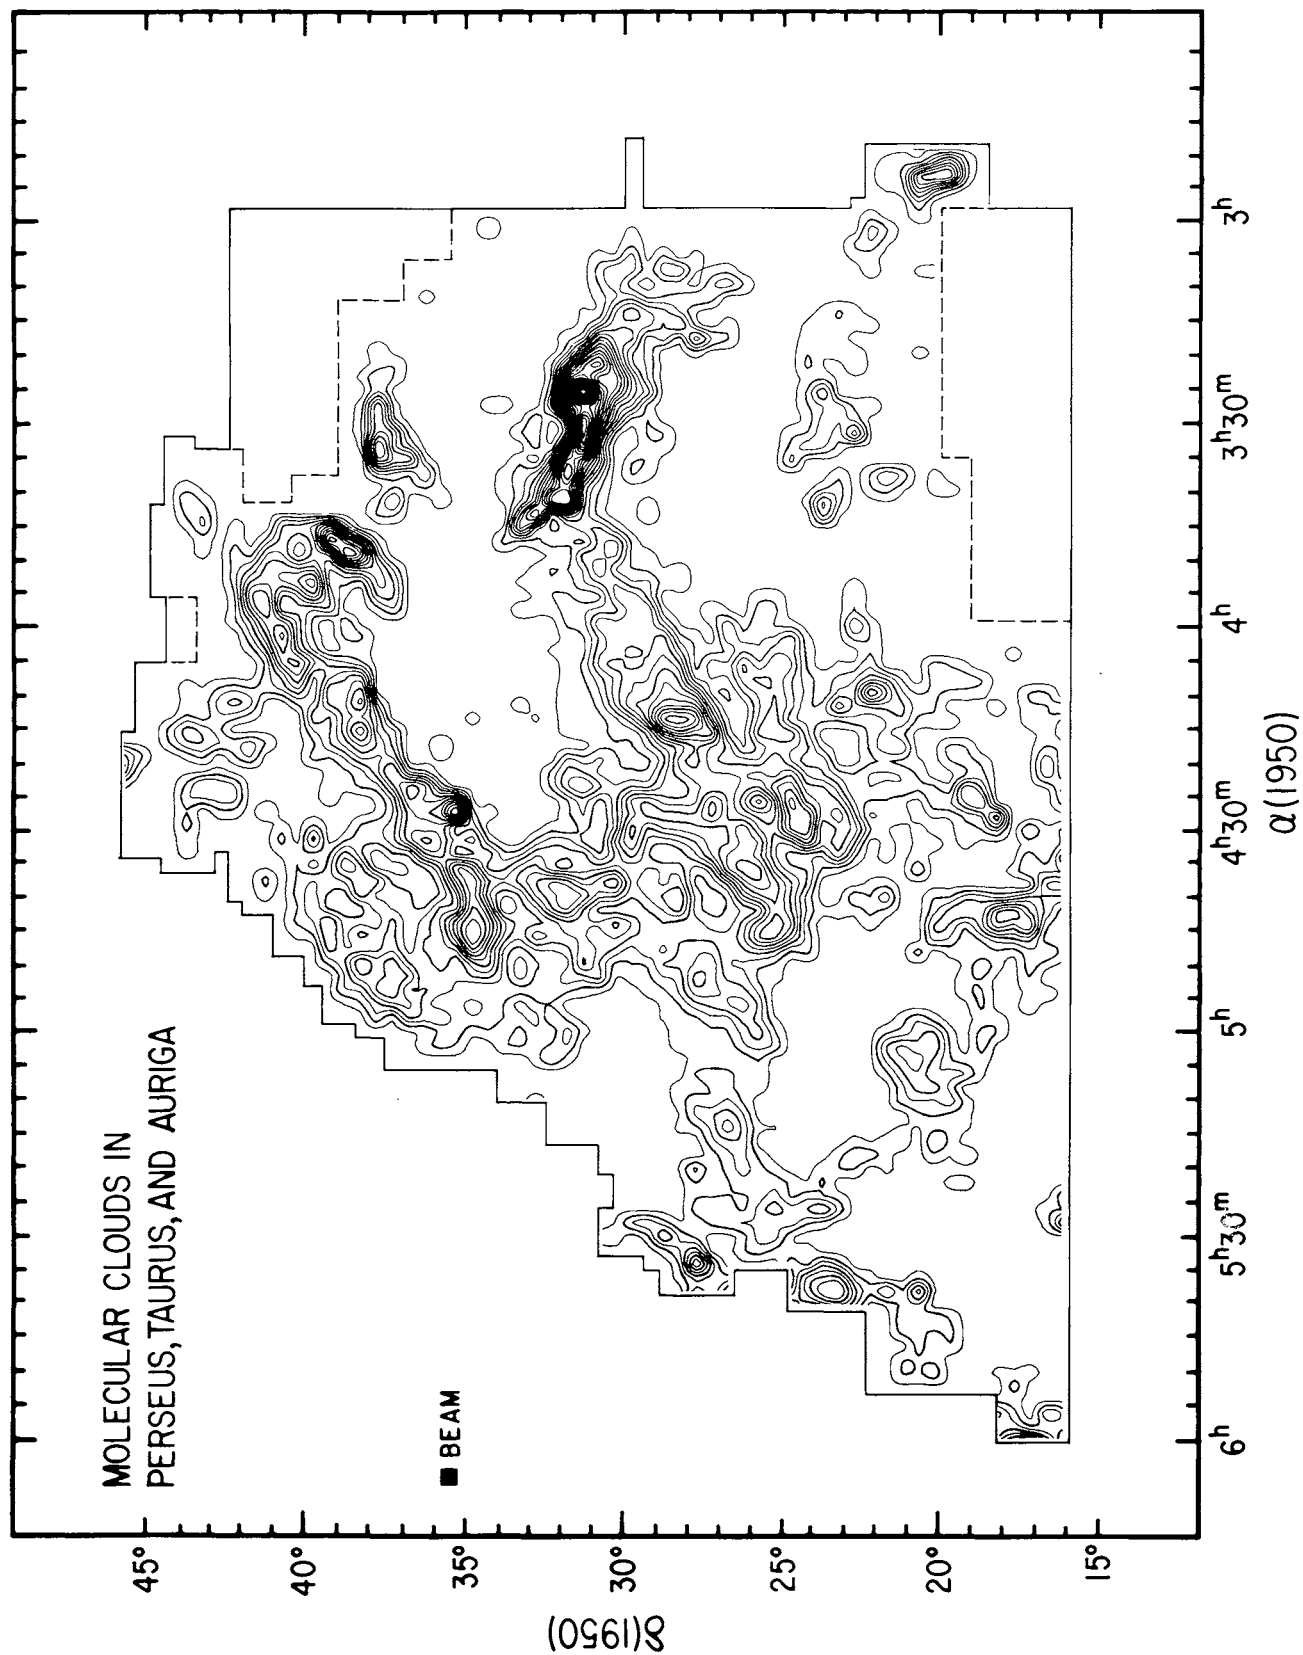 MOLECULAR CLOUDS IN
PERSEUS, TAURUS, AND AURIGA
BEAM
45°
40°
35°
30°
25°
20°
15°
δ(1950)
6ʰ
5ʰ30ᵐ
5ʰ
4ʰ30ᵐ
4ʰ
3ʰ30ᵐ
3ʰ
α(1950)